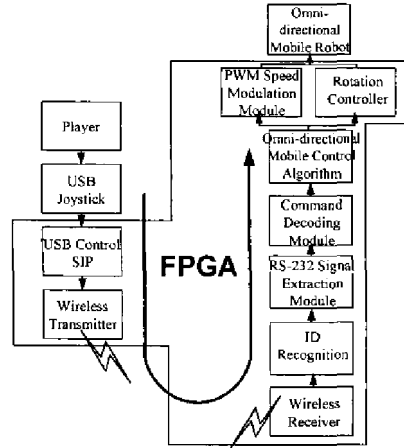 Omni-
directional
Mobile Robot
PWM Speed
Modulation
Module
Rotation
Controller
Player
Omni-directional
Mobile Control
Algorithm
USB
Joystick
Command
Decoding
Module
USB Control
SIP
FPGA
RS-232 Signal
Extraction
Module
Wireless
Transmitter
ID
Recognition
Wireless
Receiver